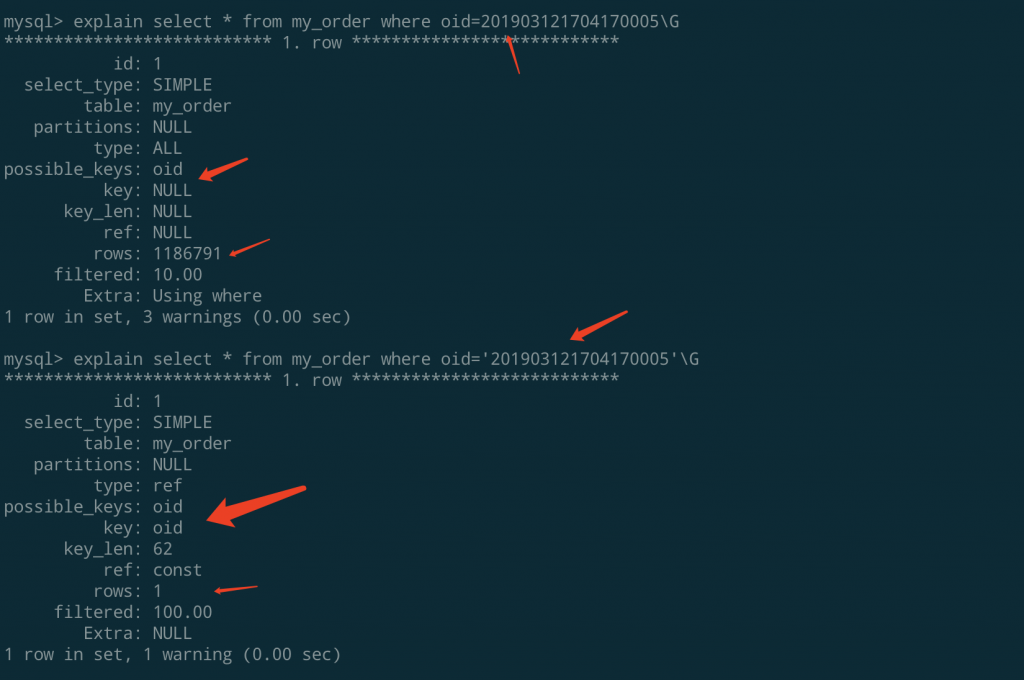 mysql> explain select * from my_order where oid=201903121704170005\G
*************************** 1. row ***************************
id: 1
select_type: SIMPLE
table: my_order
partitions: NULL
type: ALL
possible_keys: oid
key: NULL
key_len: NULL
ref: NULL
rows: 1186791
filtered: 10.00
Extra: Using where
1 row in set, 3 warnings (0.00 sec)
mysql> explain select * from my_order where oid='201903121704170005'\G
*************************** 1. row ***************************
id: 1
select_type: SIMPLE
table: my_order
partitions: NULL
type: ref
possible_keys: oid
key: oid
key_len: 62
ref: const
rows: 1
filtered: 100.00
Extra: NULL
1 row in set, 1 warning (0.00 sec)